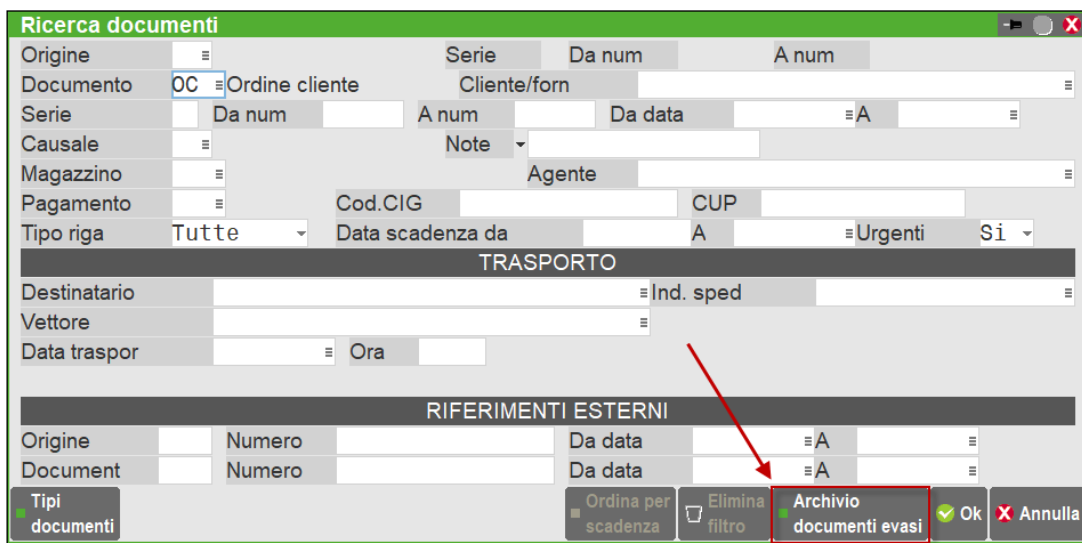 Ricerca documenti
Origine Serie Da num A num
Documento OC Ordine cliente Cliente/forn
Serie Da num A num Da data A
Causale Note
Magazzino Agente
Pagamento Cod.CIG CUP
Tipo riga Tutte Data scadenza da A Urgenti Si
TRASPORTO
Destinatario Ind. sped
Vettore
Data traspor Ora
RIFERIMENTI ESTERNI
Origine Numero Da data A
Document Numero Da data A
Tipi documenti Ordina per scadenza Elimina filtro Archivio documenti evasi Ok Annulla